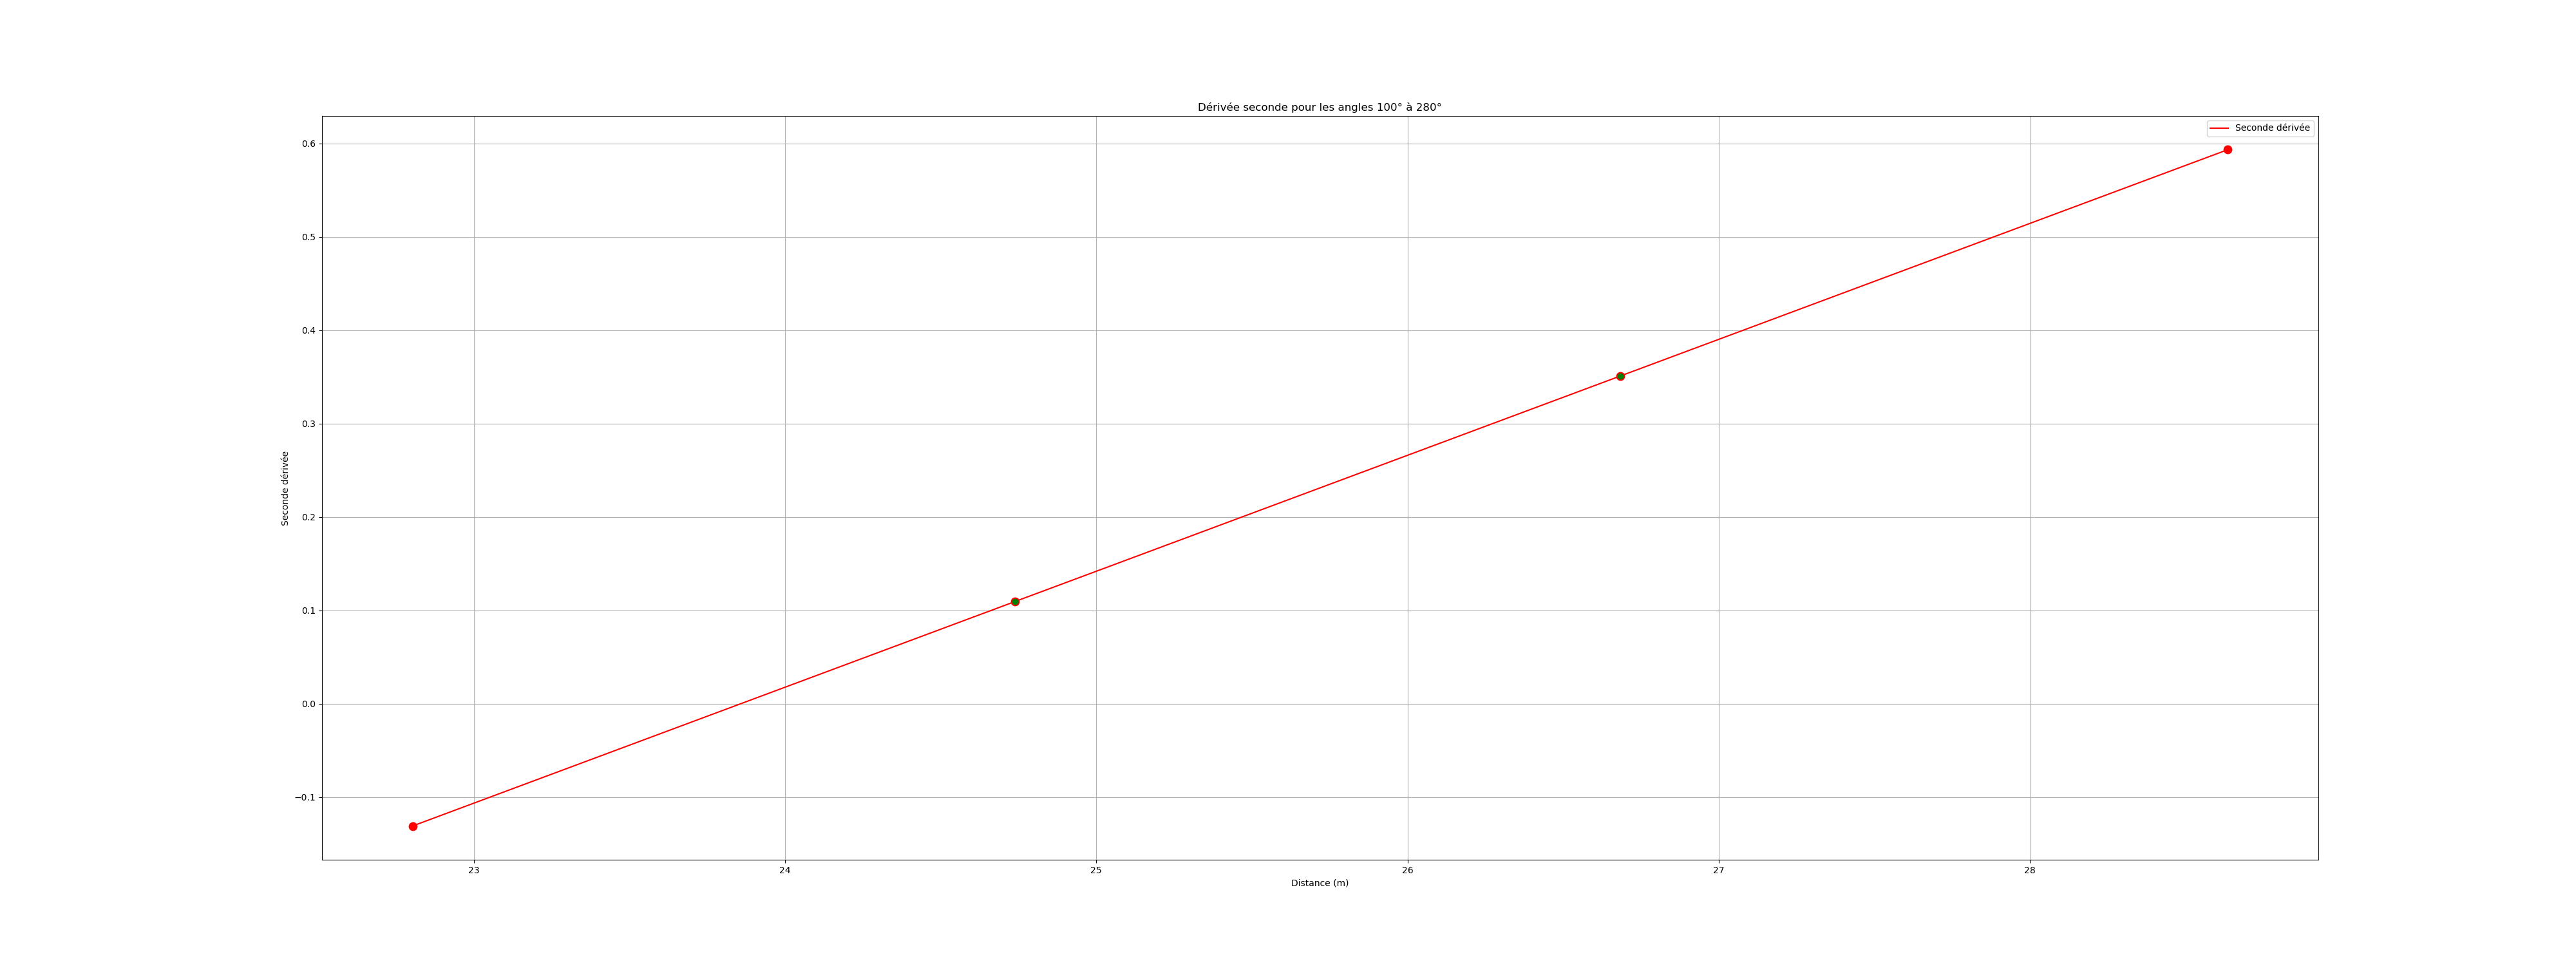 Dérivée seconde pour les angles 100° à 280°
Seconde dérivée
0.6
0.5
0.4
0.3
0.2
0.1
0.0
−0.1
Seconde dérivée
23 24 25 26 27 28
Distance (m)